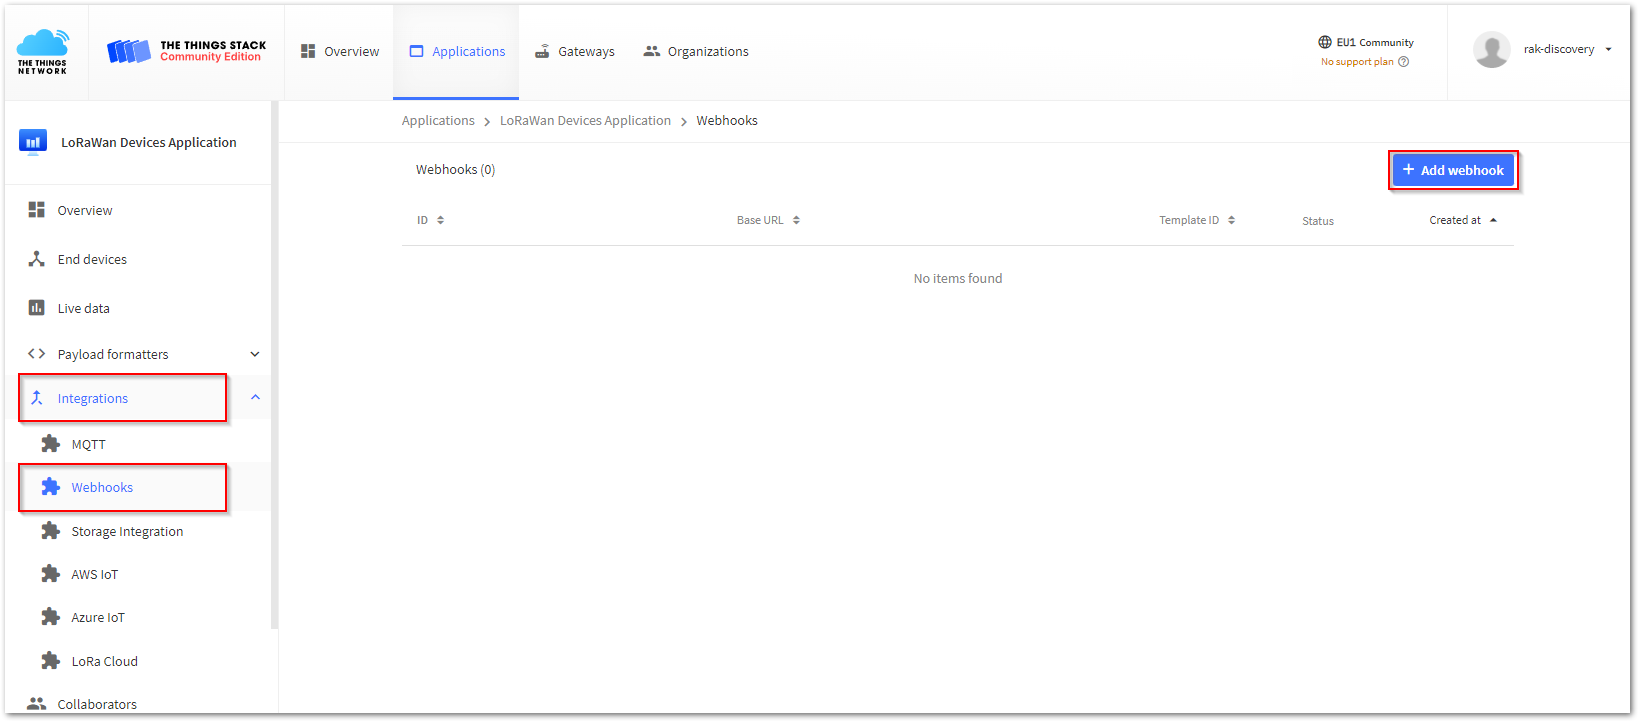 THE THINGS
NETWORK
THE THINGS STACK
Community Edition
Overview
Applications
Gateways
Organizations
EU1 Community
No support plan
rak-discovery
LoRaWan Devices Application
Overview
End devices
Live data
Payload formatters
Integrations
MQTT
Webhooks
Storage Integration
AWS IoT
Azure IoT
LoRa Cloud
Collaborators
Applications > LoRaWan Devices Application > Webhooks
Webhooks (0)
+ Add webhook
ID Base URL Template ID Status Created at
No items found